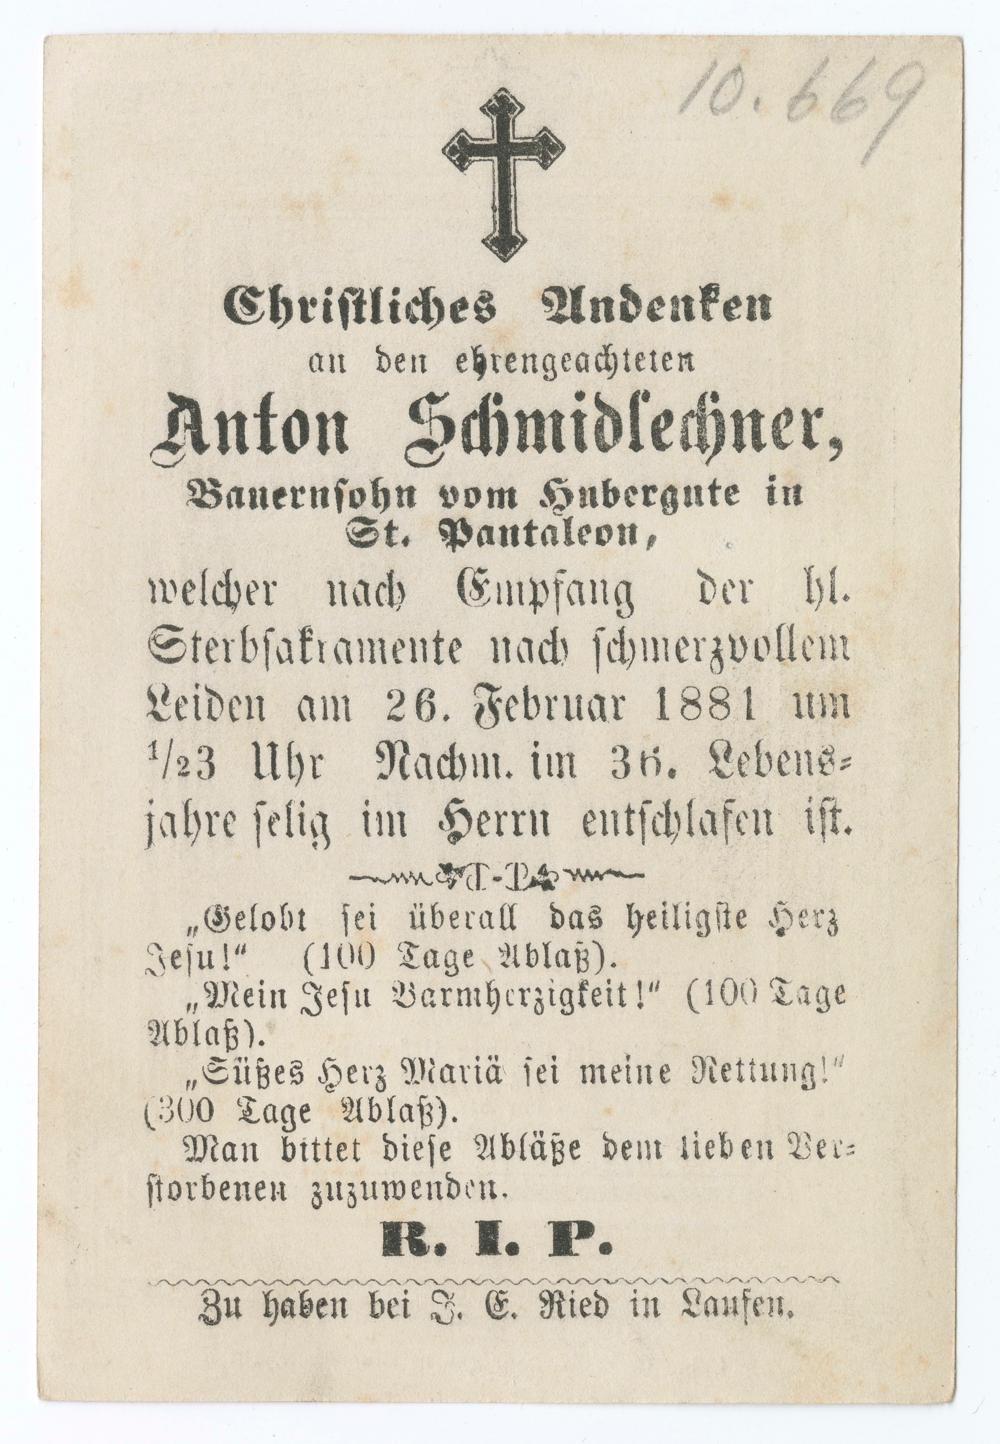 10.669
Christliches Andenken
an den ehrengeachteten
Anton Schmidlechner,
Bauernsohn vom Hubergute in
St. Pantaleon,
welcher nach Empfang der hl.
Sterbsakramente nach schmerzvollem
Leiden am 26. Februar 1881 um
1/23 Uhr Nachm. im 36. Lebens-
jahre selig im Herrn entschlafen ist.
„Gelobt sei überall das heiligste Herz
Jesu!“ (100 Tage Ablaß).
„Mein Jesu Barmherzigkeit!“ (100 Tage
Ablaß).
„Süßes Herz Mariä sei meine Rettung!“
(300 Tage Ablaß).
Man bittet diese Abläße dem lieben Ver-
storbenen zuzuwenden.
R. I. P.
Zu haben bei J. E. Ried in Laufen.